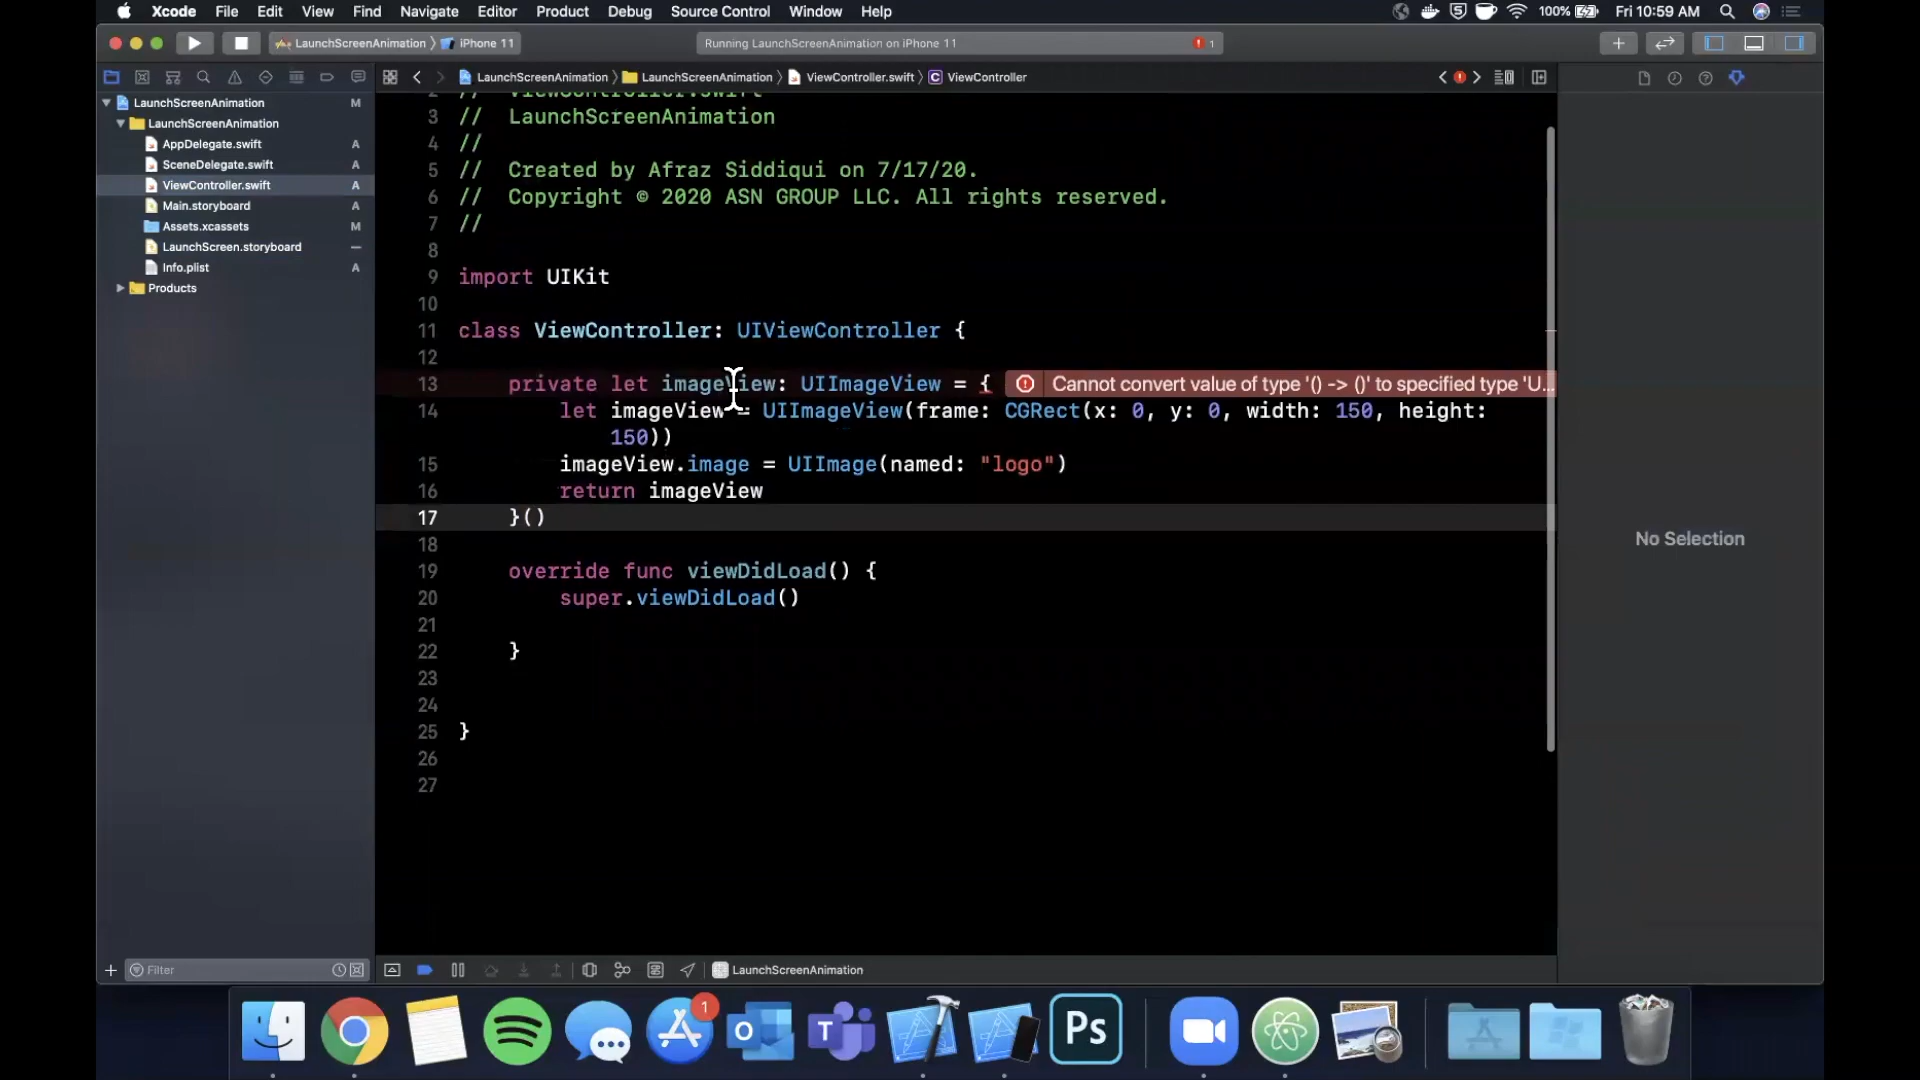 Xcode File Edit View Find Navigate Editor Product Debug Source Control Window Help 100% Fri 10:59 AM
LaunchScreenAnimation iPhone 11 Running LaunchScreenAnimation on iPhone 11 1
LaunchScreenAnimation LaunchScreenAnimation ViewController.swift C ViewController
LaunchScreenAnimation M
LaunchScreenAnimation
AppDelegate.swift A
SceneDelegate.swift A
ViewController.swift A
Main.storyboard A
Assets.xcassets M
LaunchScreen.storyboard –
Info.plist A
Products
2 // ViewController.swift
3 // LaunchScreenAnimation
4 //
5 // Created by Afraz Siddiqui on 7/17/20.
6 // Copyright © 2020 ASN GROUP LLC. All rights reserved.
7 //
8
9 import UIKit
10
11 class ViewController: UIViewController {
12
13 private let imageView: UIImageView = { Cannot convert value of type '() -> ()' to specified type 'U...
14 let imageView = UIImageView(frame: CGRect(x: 0, y: 0, width: 150, height:
150))
15 imageView.image = UIImage(named: "logo")
16 return imageView
17 }()
18
19 override func viewDidLoad() {
20 super.viewDidLoad()
21
22 }
23
24
25 }
26
27
No Selection
Filter
LaunchScreenAnimation
1
Ps